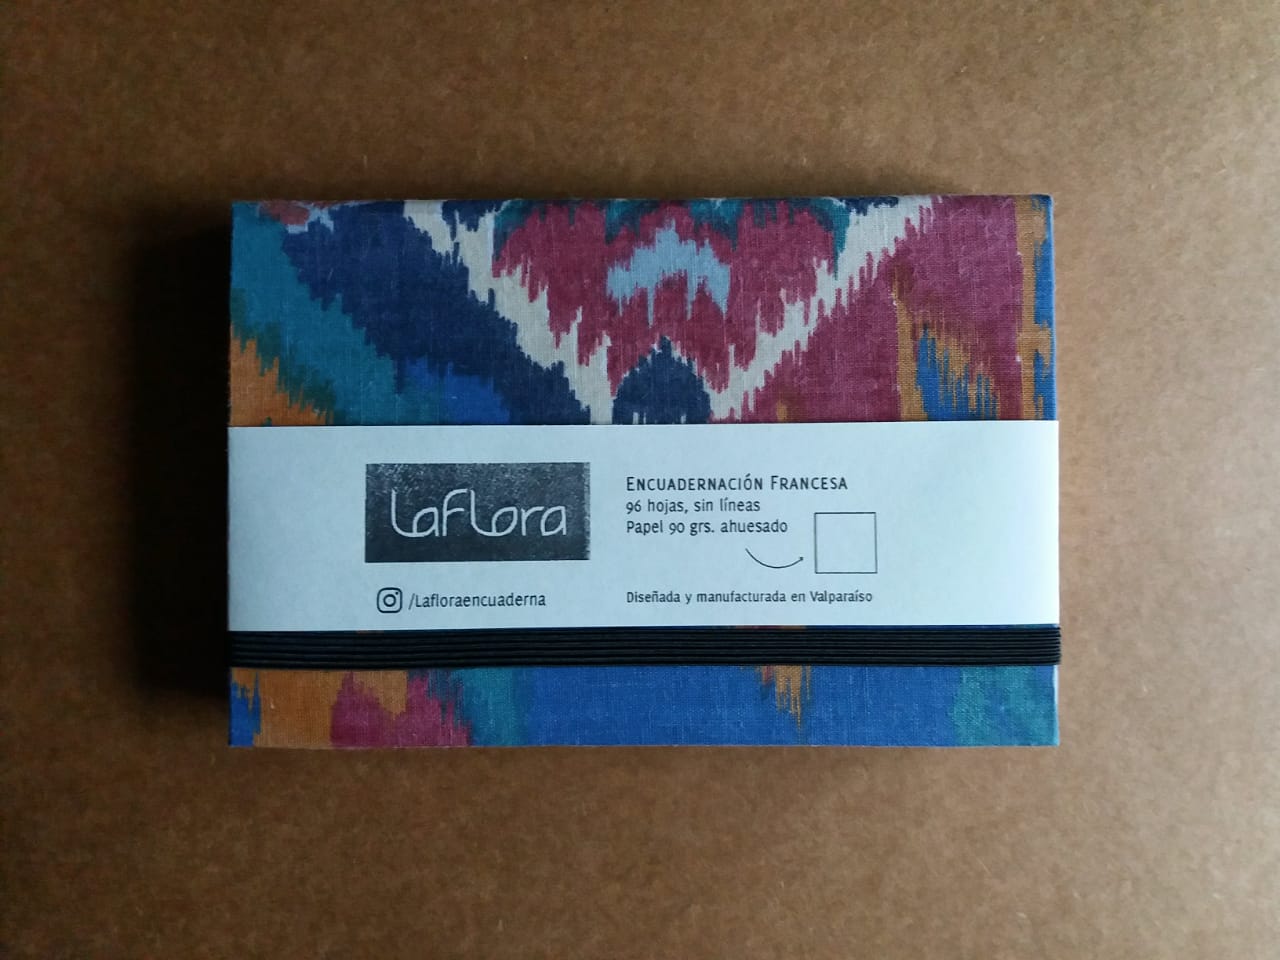 LaFlora
ENCUADERNACIÓN FRANCESA
96 hojas, sin líneas
Papel 90 grs. ahuesado
/Lafloraencuaderna
Diseñada y manufacturada en Valparaíso